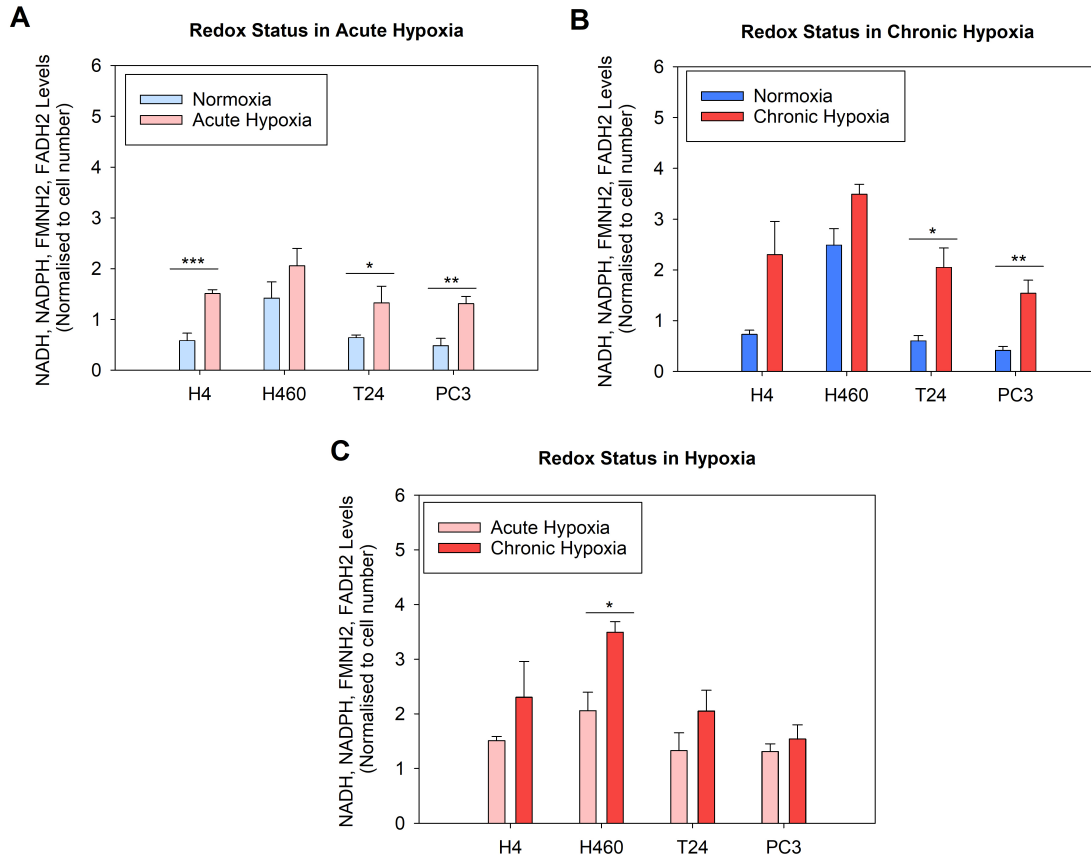 A
Redox Status in Acute Hypoxia
NADH, NADPH, FMNH2, FADH2 Levels
(Normalised to cell number)
6
5
4
3
2
1
0
Normoxia
Acute Hypoxia
***
*
**
H4
H460
T24
PC3
B
Redox Status in Chronic Hypoxia
NADH, NADPH, FMNH2, FADH2 Levels
(Normalised to cell number)
6
5
4
3
2
1
0
Normoxia
Chronic Hypoxia
*
**
H4
H460
T24
PC3
C
Redox Status in Hypoxia
NADH, NADPH, FMNH2, FADH2 Levels
(Normalised to cell number)
6
5
4
3
2
1
0
Acute Hypoxia
Chronic Hypoxia
*
H4
H460
T24
PC3